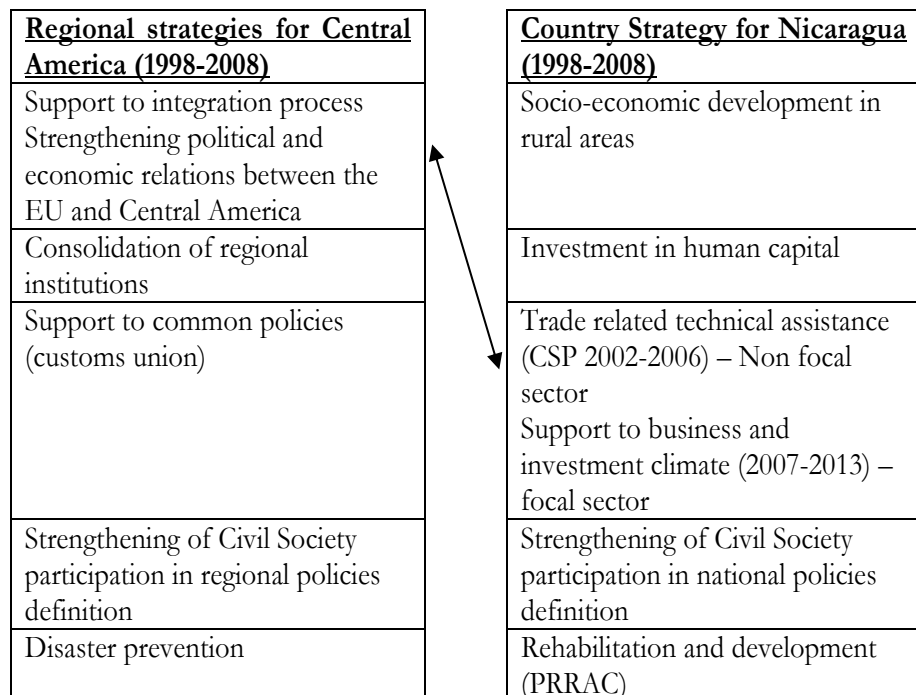 Regional strategies for Central
America (1998-2008)
Support to integration process
Strengthening political and
economic relations between the
EU and Central America
Consolidation of regional
institutions
Support to common policies
(customs union)
Strengthening of Civil Society
participation in regional policies
definition
Disaster prevention
Country Strategy for Nicaragua
(1998-2008)
Socio-economic development in
rural areas
Investment in human capital
Trade related technical assistance
(CSP 2002-2006) – Non focal
sector
Support to business and
investment climate (2007-2013) –
focal sector
Strengthening of Civil Society
participation in national policies
definition
Rehabilitation and development
(PRRAC)